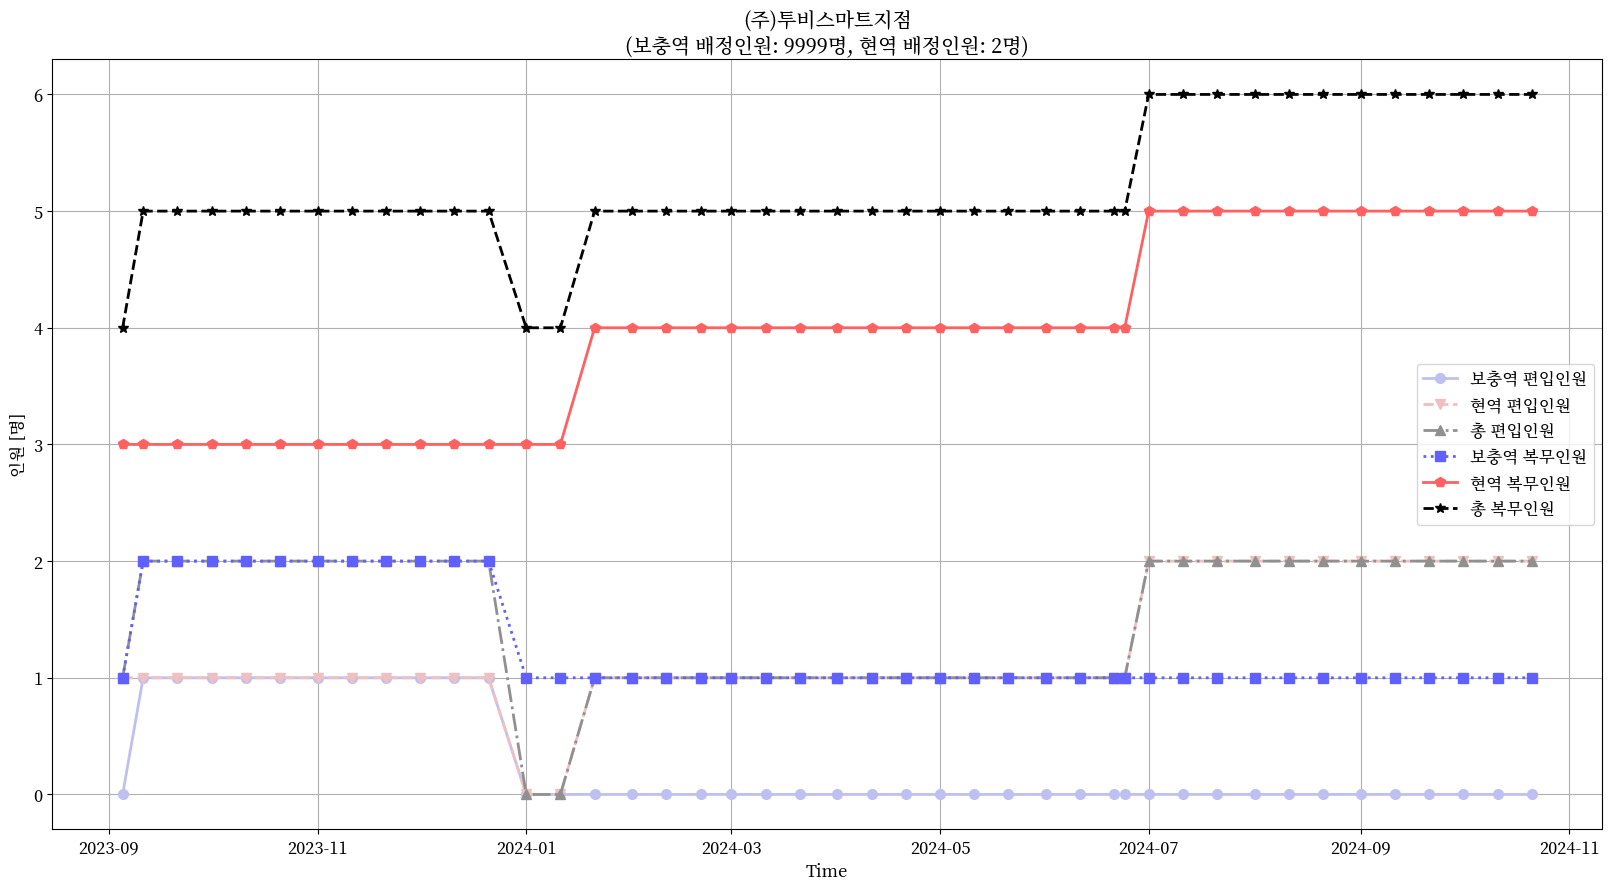 (주)투비스마트지점
(보충역 배정인원: 9999명, 현역 배정인원: 2명)
6
5
4
3
2
1
0
인원 [명]
보충역 편입인원
현역 편입인원
총 편입인원
보충역 복무인원
현역 복무인원
총 복무인원
2023-09
2023-11
2024-01
2024-03
2024-05
2024-07
2024-09
2024-11
Time